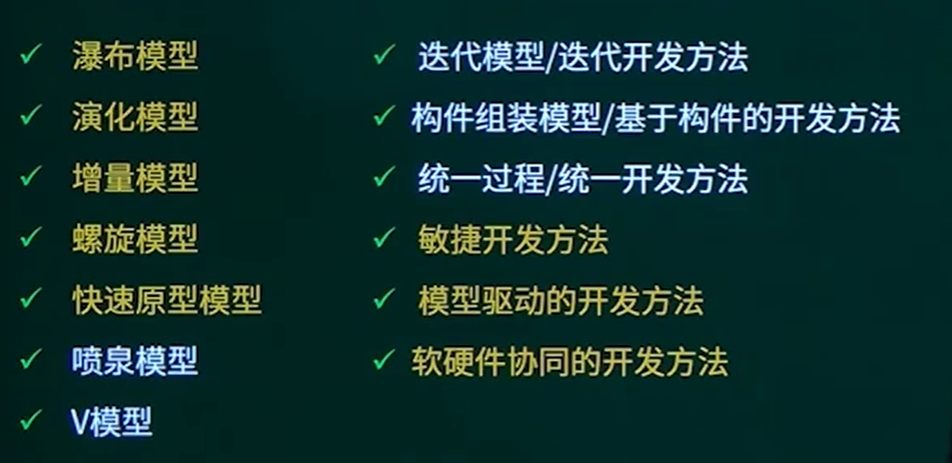 ✓ 瀑布模型
✓ 演化模型
✓ 增量模型
✓ 螺旋模型
✓ 快速原型模型
✓ 喷泉模型
✓ V模型
✓ 迭代模型/迭代开发方法
✓ 构件组装模型/基于构件的开发方法
✓ 统一过程/统一开发方法
✓ 敏捷开发方法
✓ 模型驱动的开发方法
✓ 软硬件协同的开发方法